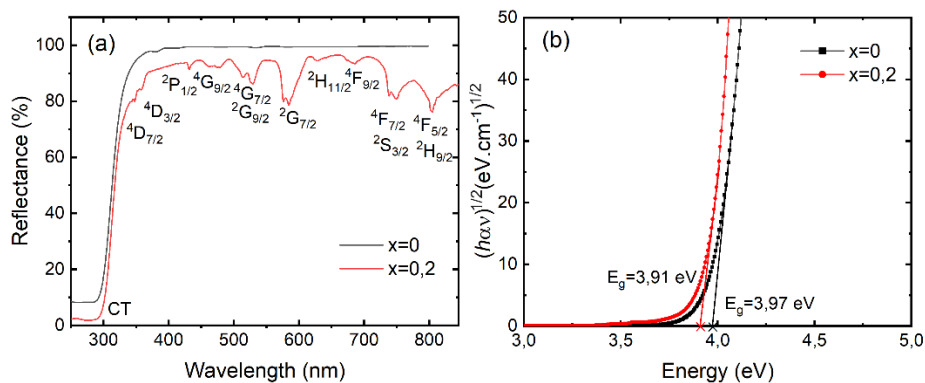 (a)
Reflectance (%)
100
80
60
40
20
0
²P₁/₂ ⁴G₉/₂ ⁴G₇/₂ ²H₁₁/₂ ⁴F₉/₂
⁴D₃/₂ ²G₉/₂ ²G₇/₂ ⁴F₇/₂ ⁴F₅/₂
⁴D₇/₂ ²S₃/₂ ²H₉/₂
x=0
x=0,2
CT
300 400 500 600 700 800
Wavelength (nm)
(b)
(hαν)¹/²(eV.cm⁻¹)¹/²
50
40
30
20
10
0
x=0
x=0,2
E_g=3,91 eV
E_g=3,97 eV
3,0 3,5 4,0 4,5 5,0
Energy (eV)